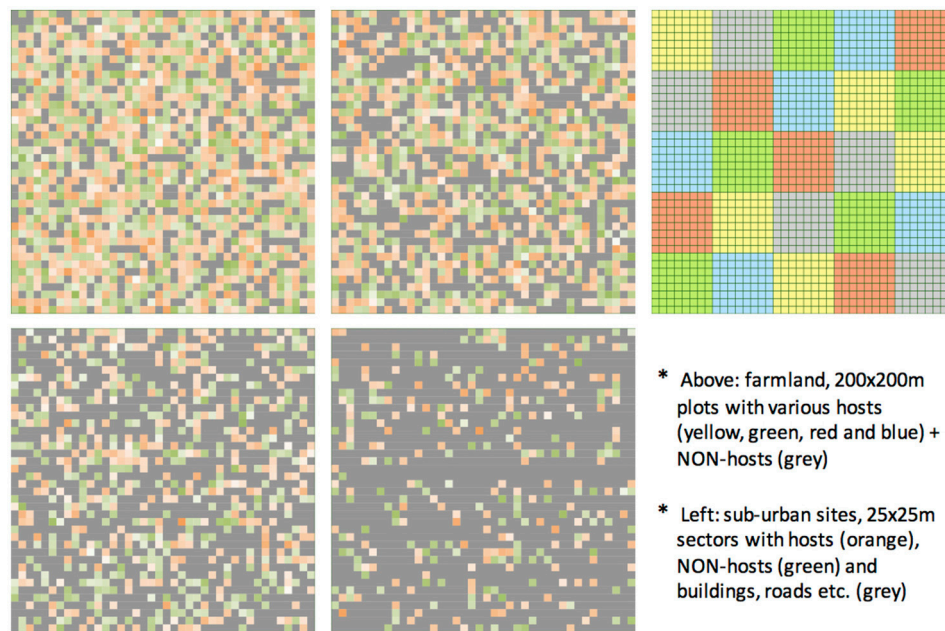 * Above: farmland, 200x200m
plots with various hosts
(yellow, green, red and blue) +
NON-hosts (grey)
* Left: sub-urban sites, 25x25m
sectors with hosts (orange),
NON-hosts (green) and
buildings, roads etc. (grey)